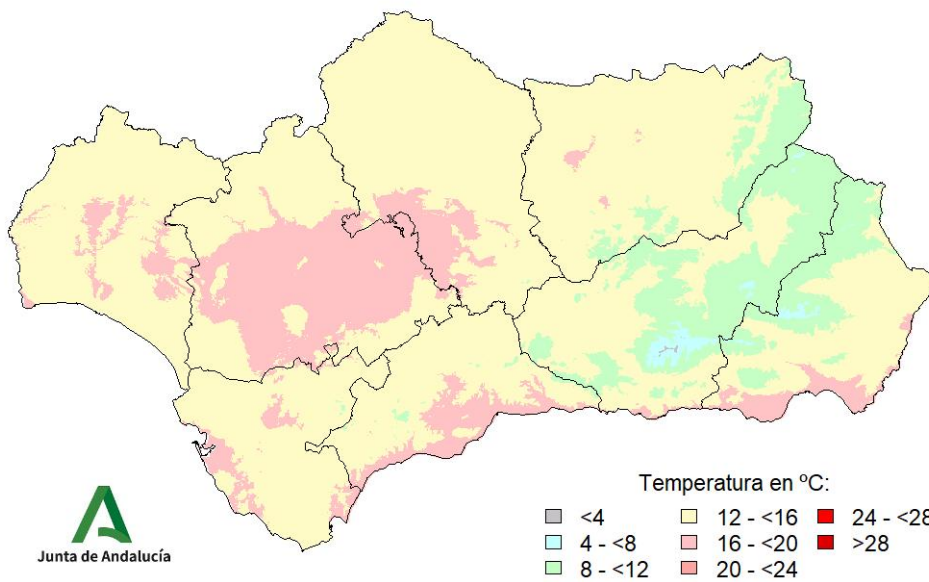 Temperatura en ºC:
<4
12 - <16
24 - <28
4 - <8
16 - <20
>28
8 - <12
20 - <24
Junta de Andalucía